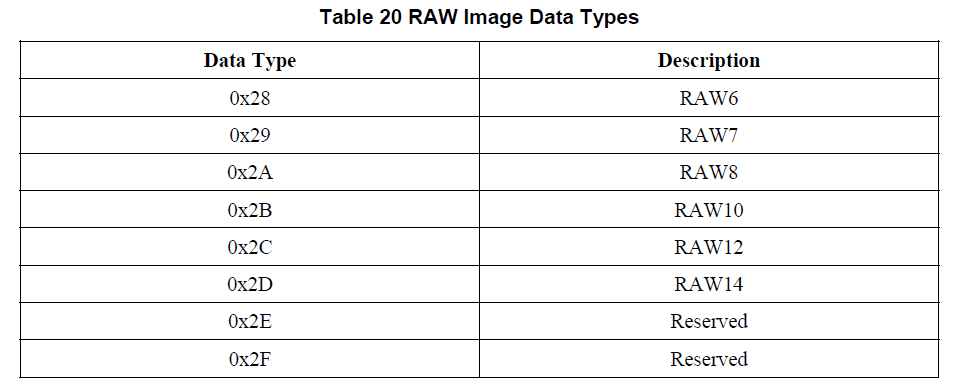 Table 20 RAW Image Data Types
Data Type Description
0x28 RAW6
0x29 RAW7
0x2A RAW8
0x2B RAW10
0x2C RAW12
0x2D RAW14
0x2E Reserved
0x2F Reserved